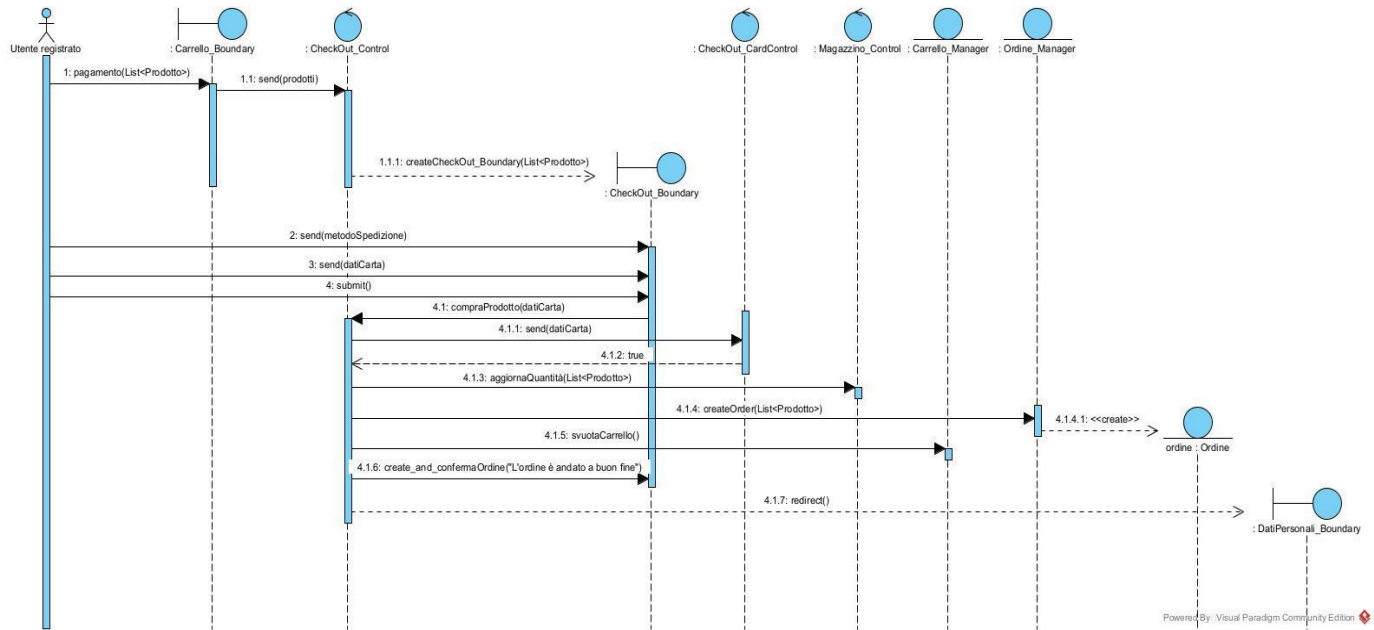 Utente registrato
: Carrello_Boundary
: CheckOut_Control
: CheckOut_CardControl
: Magazzino_Control
: Carrello_Manager
: Ordine_Manager
1: pagamento(List<Prodotto>)
1.1: send(prodotti)
1.1.1: createCheckOut_Boundary(List<Prodotto>)
: CheckOut_Boundary
2: send(metodoSpedizione)
3: send(datiCarta)
4: submit()
4.1: compraProdotto(datiCarta)
4.1.1: send(datiCarta)
4.1.2: true
4.1.3: aggiornaQuantità(List<Prodotto>)
4.1.4: createOrder(List<Prodotto>)
4.1.4.1: <<create>>
4.1.5: svuotaCarrello()
ordine : Ordine
4.1.6: create_and_confermaOrdine("L'ordine è andato a buon fine")
4.1.7: redirect()
: DatiPersonali_Boundary
Powered By Visual Paradigm Community Edition